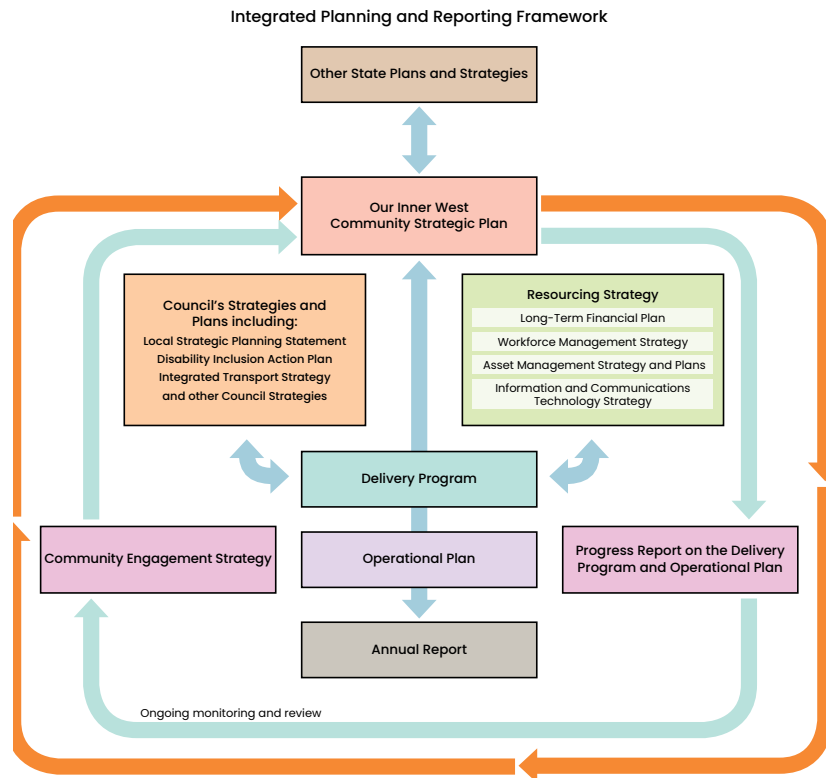 Integrated Planning and Reporting Framework
Other State Plans and Strategies
Our Inner West
Community Strategic Plan
Council’s Strategies and
Plans including:
Local Strategic Planning Statement
Disability Inclusion Action Plan
Integrated Transport Strategy
and other Council Strategies
Resourcing Strategy
Long-Term Financial Plan
Workforce Management Strategy
Asset Management Strategy and Plans
Information and Communications
Technology Strategy
Delivery Program
Community Engagement Strategy
Operational Plan
Progress Report on the Delivery
Program and Operational Plan
Annual Report
Ongoing monitoring and review